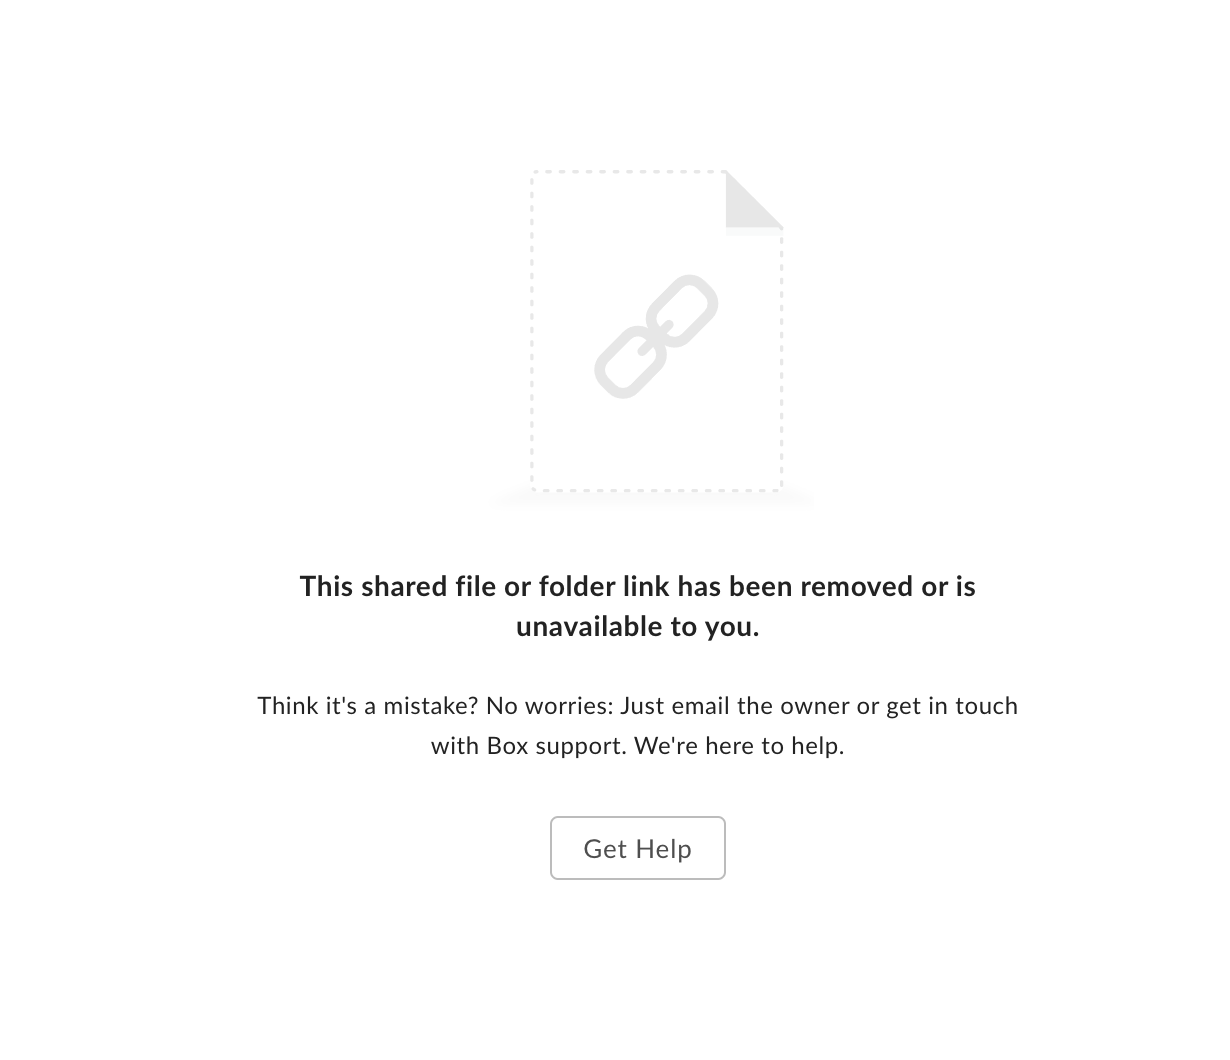 This shared file or folder link has been removed or is
unavailable to you.
Think it's a mistake? No worries: Just email the owner or get in touch
with Box support. We're here to help.
Get Help